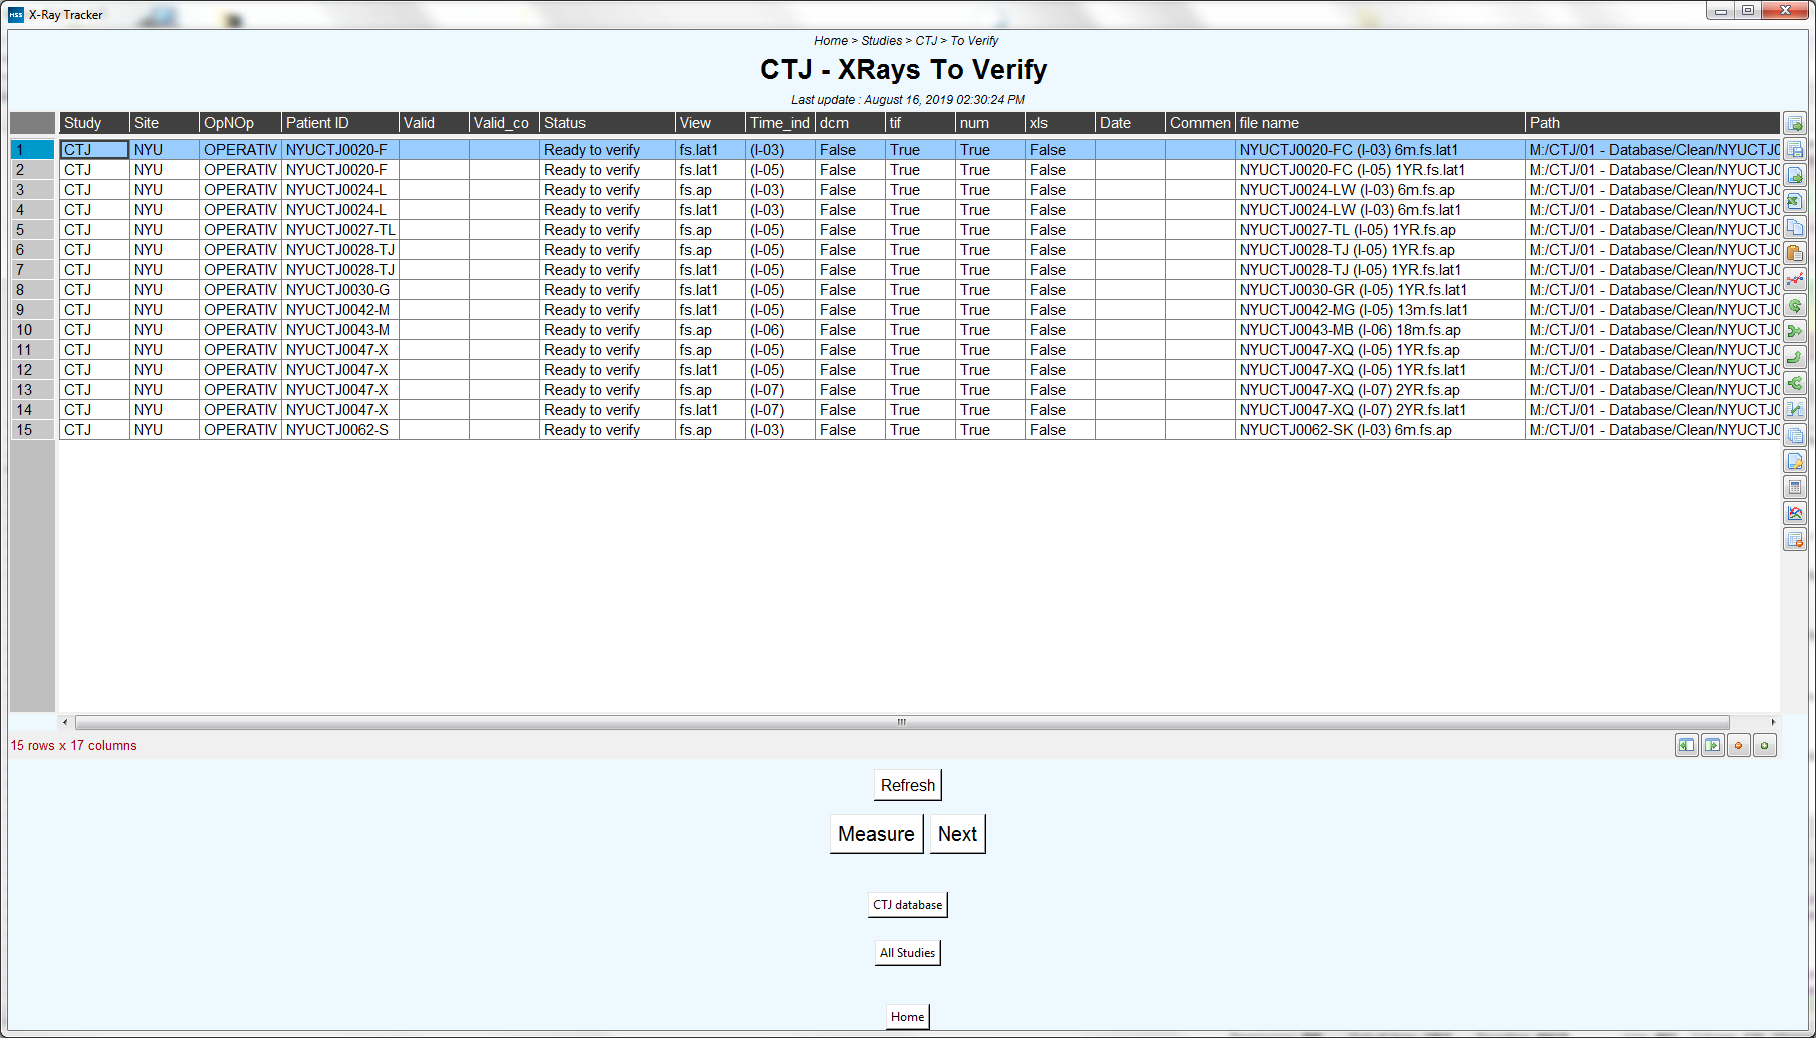 MSS X-Ray Tracker
Home > Studies > CTJ > To Verify
CTJ - XRays To Verify
Last update : August 16, 2019 02:30:24 PM
Study Site OpNOp Patient ID Valid Valid_co Status View Time_ind dcm tif num xls Date Commen file name Path
1 CTJ NYU OPERATIV NYUCTJ0020-F Ready to verify fs.lat1 (I-03) False True True False NYUCTJ0020-FC (I-03) 6m.fs.lat1 M:/CTJ/01 - Database/Clean/NYUCTJ0
2 CTJ NYU OPERATIV NYUCTJ0020-F Ready to verify fs.lat1 (I-05) False True True False NYUCTJ0020-FC (I-05) 1YR.fs.lat1 M:/CTJ/01 - Database/Clean/NYUCTJ0
3 CTJ NYU OPERATIV NYUCTJ0024-L Ready to verify fs.ap (I-03) False True True False NYUCTJ0024-LW (I-03) 6m.fs.ap M:/CTJ/01 - Database/Clean/NYUCTJ0
4 CTJ NYU OPERATIV NYUCTJ0024-L Ready to verify fs.lat1 (I-03) False True True False NYUCTJ0024-LW (I-03) 6m.fs.lat1 M:/CTJ/01 - Database/Clean/NYUCTJ0
5 CTJ NYU OPERATIV NYUCTJ0027-TL Ready to verify fs.ap (I-05) False True True False NYUCTJ0027-TL (I-05) 1YR.fs.ap M:/CTJ/01 - Database/Clean/NYUCTJ0
6 CTJ NYU OPERATIV NYUCTJ0028-TJ Ready to verify fs.ap (I-05) False True True False NYUCTJ0028-TJ (I-05) 1YR.fs.ap M:/CTJ/01 - Database/Clean/NYUCTJ0
7 CTJ NYU OPERATIV NYUCTJ0028-TJ Ready to verify fs.lat1 (I-05) False True True False NYUCTJ0028-TJ (I-05) 1YR.fs.lat1 M:/CTJ/01 - Database/Clean/NYUCTJ0
8 CTJ NYU OPERATIV NYUCTJ0030-G Ready to verify fs.lat1 (I-05) False True True False NYUCTJ0030-GR (I-05) 1YR.fs.lat1 M:/CTJ/01 - Database/Clean/NYUCTJ0
9 CTJ NYU OPERATIV NYUCTJ0042-M Ready to verify fs.lat1 (I-05) False True True False NYUCTJ0042-MG (I-05) 13m.fs.lat1 M:/CTJ/01 - Database/Clean/NYUCTJ0
10 CTJ NYU OPERATIV NYUCTJ0043-M Ready to verify fs.ap (I-06) False True True False NYUCTJ0043-MB (I-06) 18m.fs.ap M:/CTJ/01 - Database/Clean/NYUCTJ0
11 CTJ NYU OPERATIV NYUCTJ0047-X Ready to verify fs.ap (I-05) False True True False NYUCTJ0047-XQ (I-05) 1YR.fs.ap M:/CTJ/01 - Database/Clean/NYUCTJ0
12 CTJ NYU OPERATIV NYUCTJ0047-X Ready to verify fs.lat1 (I-05) False True True False NYUCTJ0047-XQ (I-05) 1YR.fs.lat1 M:/CTJ/01 - Database/Clean/NYUCTJ0
13 CTJ NYU OPERATIV NYUCTJ0047-X Ready to verify fs.ap (I-07) False True True False NYUCTJ0047-XQ (I-07) 2YR.fs.ap M:/CTJ/01 - Database/Clean/NYUCTJ0
14 CTJ NYU OPERATIV NYUCTJ0047-X Ready to verify fs.lat1 (I-07) False True True False NYUCTJ0047-XQ (I-07) 2YR.fs.lat1 M:/CTJ/01 - Database/Clean/NYUCTJ0
15 CTJ NYU OPERATIV NYUCTJ0062-S Ready to verify fs.ap (I-03) False True True False NYUCTJ0062-SK (I-03) 6m.fs.ap M:/CTJ/01 - Database/Clean/NYUCTJ0
15 rows x 17 columns
Refresh
Measure Next
CTJ database
All Studies
Home